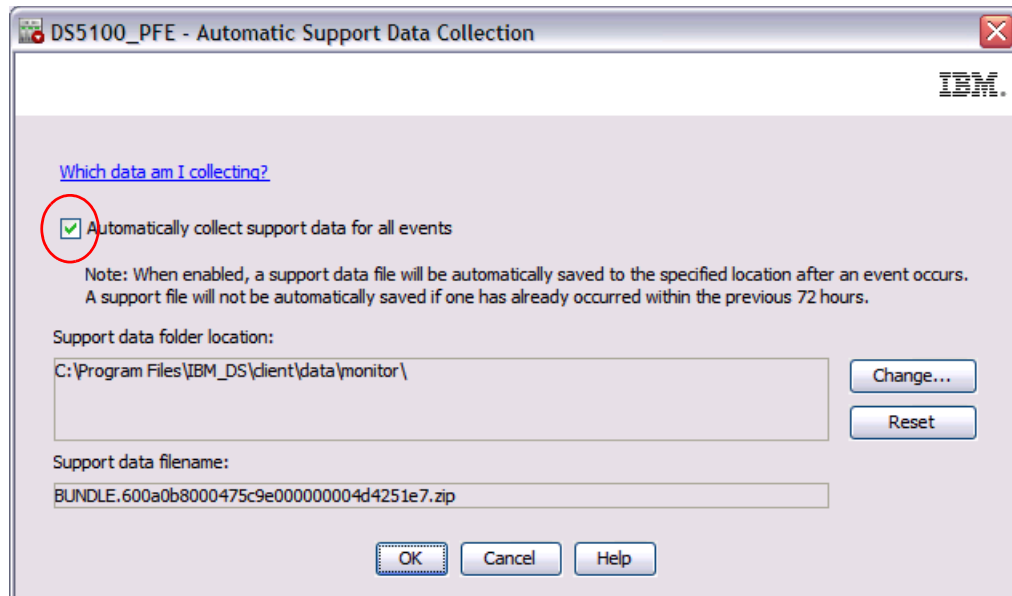 DS5100_PFE - Automatic Support Data Collection
IBM.
Which data am I collecting?
Automatically collect support data for all events
Note: When enabled, a support data file will be automatically saved to the specified location after an event occurs.
A support file will not be automatically saved if one has already occurred within the previous 72 hours.
Support data folder location:
C:\Program Files\IBM_DS\client\data\monitor\
Change...
Reset
Support data filename:
BUNDLE.600a0b8000475c9e000000004d4251e7.zip
OK Cancel Help